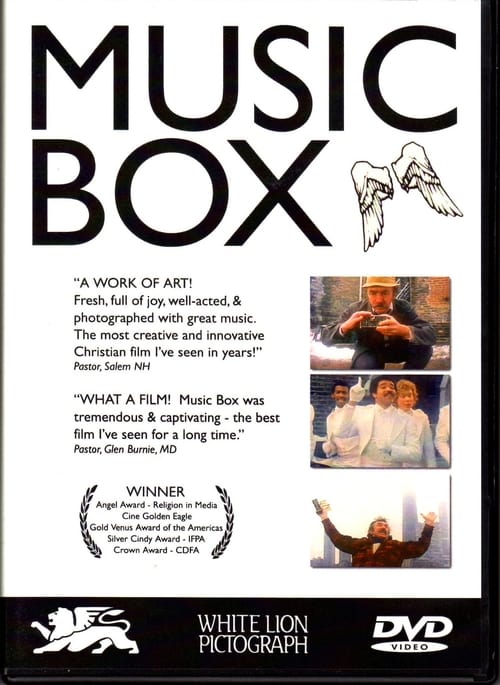 MUSIC
BOX
“A WORK OF ART!
Fresh, full of joy, well-acted, &
photographed with great music.
The most creative and innovative
Christian film I’ve seen in years!”
Pastor, Salem NH
“WHAT A FILM! Music Box was
tremendous & captivating - the best
film I’ve seen for a long time.”
Pastor, Glen Burnie, MD
WINNER
Angel Award - Religion in Media
Cine Golden Eagle
Gold Venus Award of the Americas
Silver Cindy Award - IFPA
Crown Award - CDFA
WHITE LION
PICTOGRAPH
DVD
VIDEO